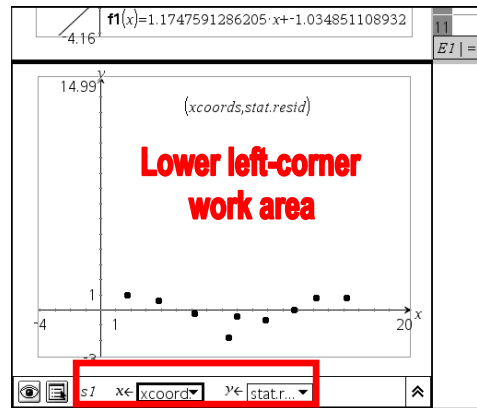 f1(x)=1.1747591286205·x+-1.034851108932
-4.16
11
E1 | =
14.99
y
(xcoords,stat.resid)
Lower left-corner
work area
1
-4
1
20
x
-3
s1 x← xcoord y← stat.r...